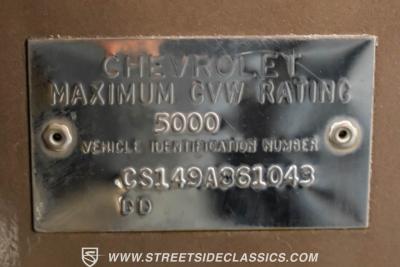 CHEVROLET
MAXIMUM GVW RATING
5000
VEHICLE IDENTIFICATION NUMBER
CS149A861043
DD
WWW.STREETSIDECLASSICS.COM